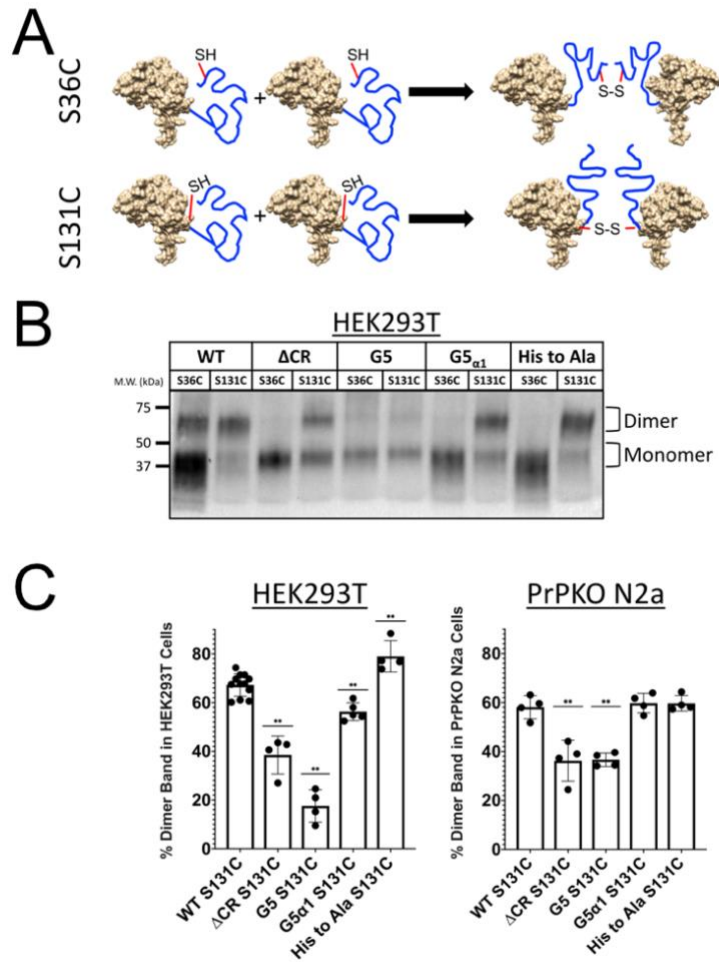 A
S36C
SH
+
SH
S-S
S131C
SH
+
SH
S-S
B
HEK293T
WT ΔCR G5 G5α1 His to Ala
M.W. (kDa) S36C S131C S36C S131C S36C S131C S36C S131C S36C S131C
75
50
37
Dimer
Monomer
C
HEK293T
% Dimer Band in HEK293T Cells
80
60
40
20
0
**
**
**
**
WT S131C
ΔCR S131C
G5 S131C
G5α1 S131C
His to Ala S131C
PrPKO N2a
% Dimer Band in PrPKO N2a Cells
80
60
40
20
0
**
**
WT S131C
ΔCR S131C
G5 S131C
G5α1 S131C
His to Ala S131C